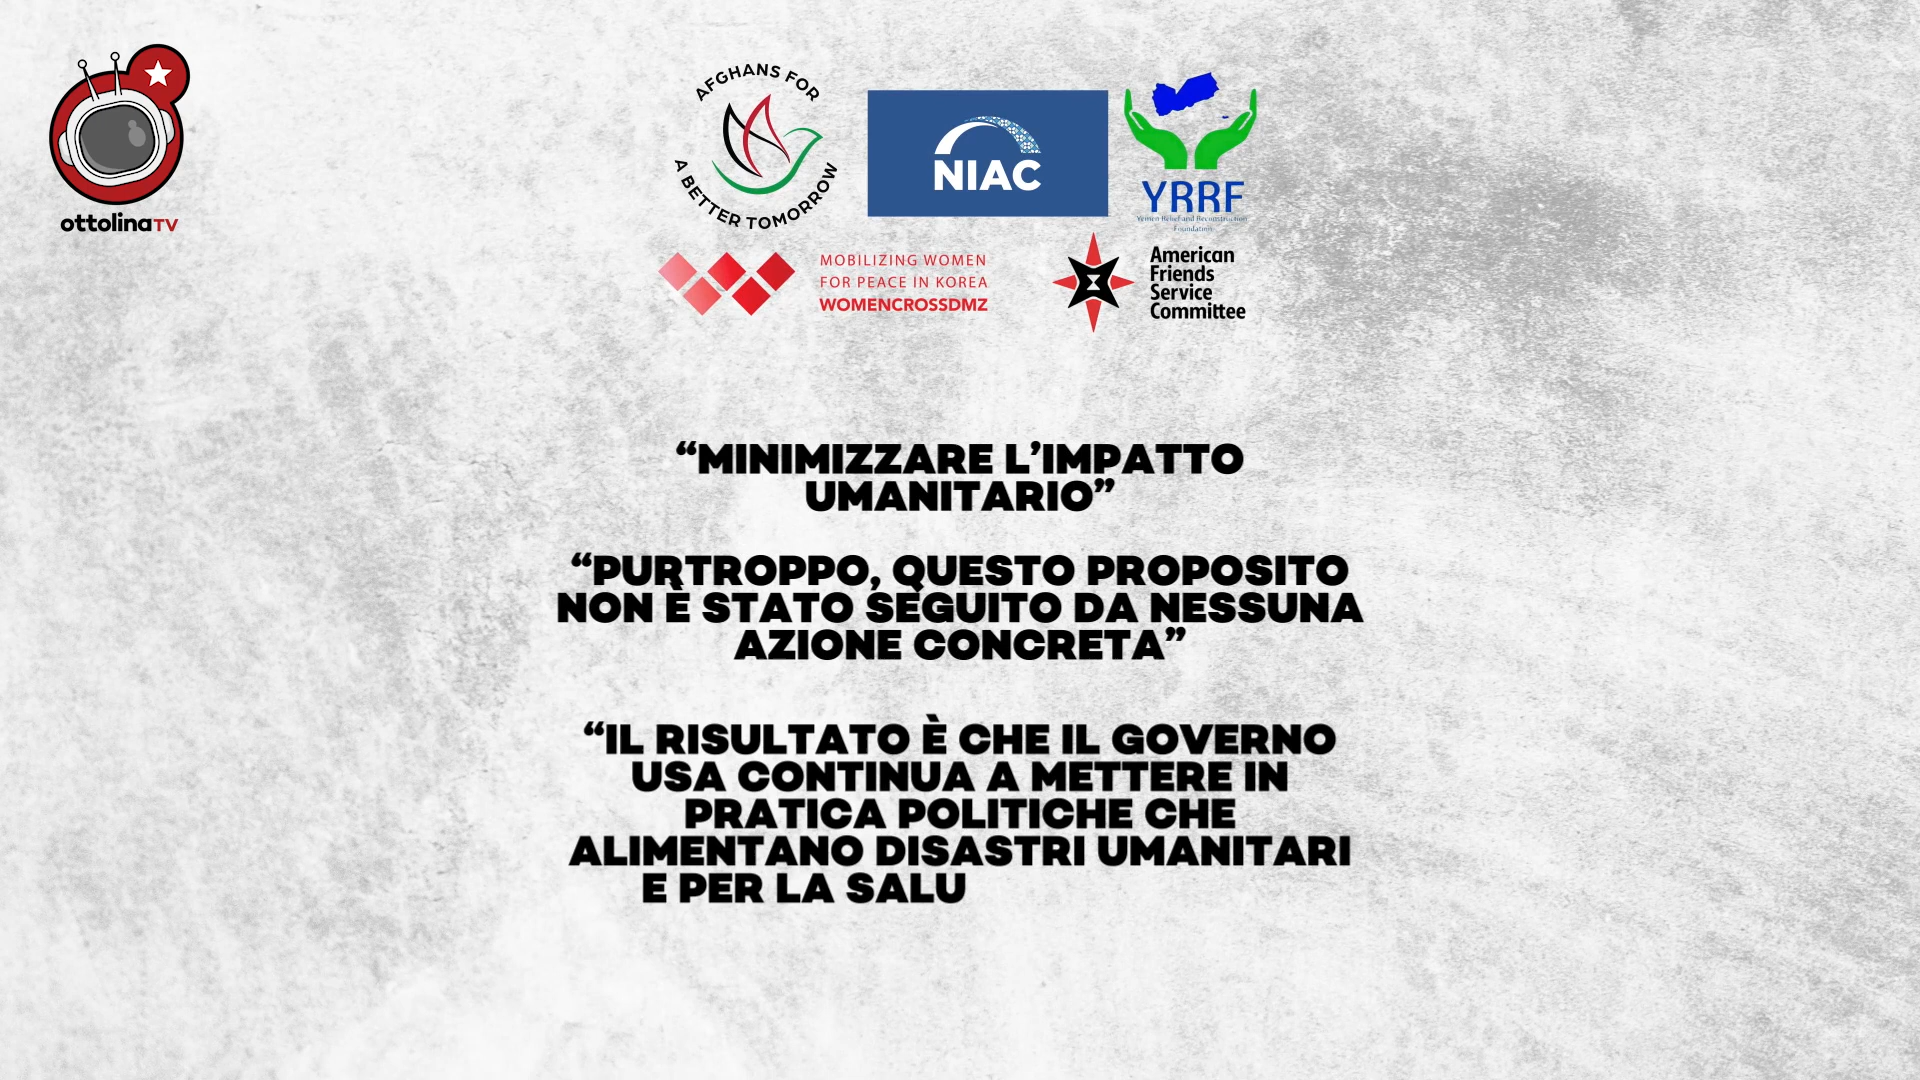 ottolinaTV
AFGHANS FOR
A BETTER TOMORROW
NIAC
YRRF
Yemen Relief and Reconstruction
Foundation
MOBILIZING WOMEN
FOR PEACE IN KOREA
WOMENCROSSDMZ
American
Friends
Service
Committee
“MINIMIZZARE L’IMPATTO
UMANITARIO”
“PURTROPPO, QUESTO PROPOSITO
NON È STATO SEGUITO DA NESSUNA
AZIONE CONCRETA”
“IL RISULTATO È CHE IL GOVERNO
USA CONTINUA A METTERE IN
PRATICA POLITICHE CHE
ALIMENTANO DISASTRI UMANITARI
E PER LA SALU